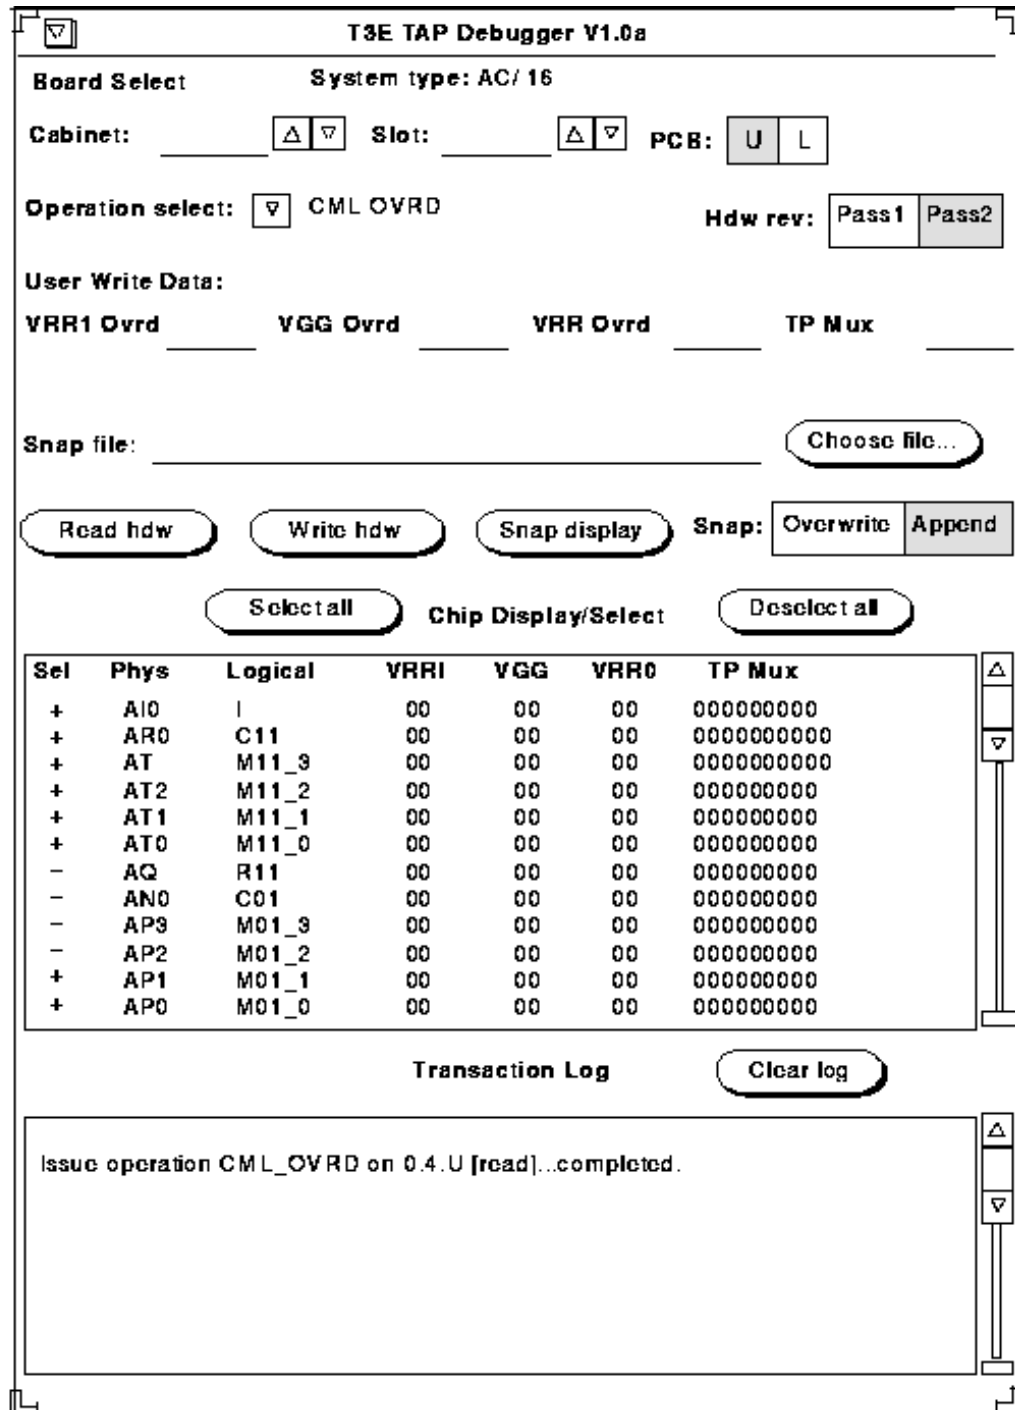 T3E TAP Debugger V1.0a
Board Select System type: AC/ 16
Cabinet: Slot: PCB: U L
Operation select: CML OVRD Hdw rev: Pass1 Pass2
User Write Data:
VRR1 Ovrd VGG Ovrd VRR Ovrd TP Mux
Snap file: Choose file...
Read hdw Write hdw Snap display Snap: Overwrite Append
Select all Chip Display/Select Deselect all
Sel Phys Logical VRRI VGG VRR0 TP Mux
+ AI0 I 00 00 00 000000000
+ AR0 C11 00 00 00 0000000000
+ AT M11_3 00 00 00 0000000000
+ AT2 M11_2 00 00 00 000000000
+ AT1 M11_1 00 00 00 000000000
+ AT0 M11_0 00 00 00 000000000
– AQ R11 00 00 00 000000000
– AN0 C01 00 00 00 000000000
– AP3 M01_3 00 00 00 000000000
– AP2 M01_2 00 00 00 000000000
+ AP1 M01_1 00 00 00 000000000
+ AP0 M01_0 00 00 00 000000000
Transaction Log Clear log
Issue operation CML_OVRD on 0.4.U [read]...completed.